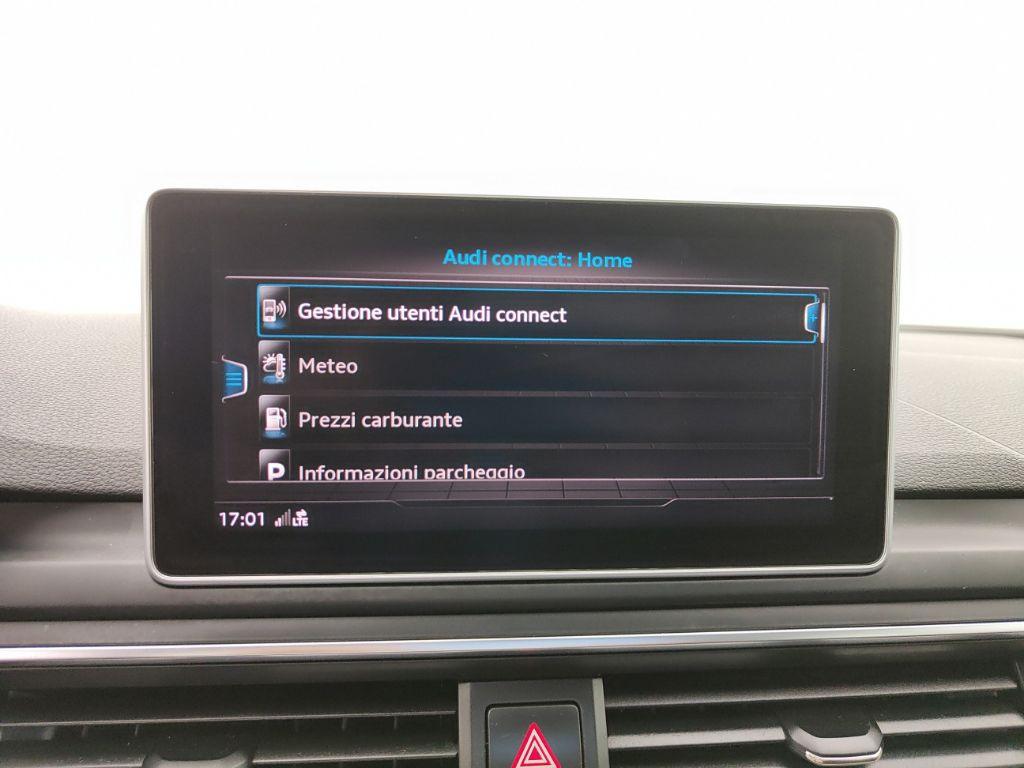 Audi connect: Home
Gestione utenti Audi connect
Meteo
Prezzi carburante
P Informazioni parcheggio
17:01 LTE